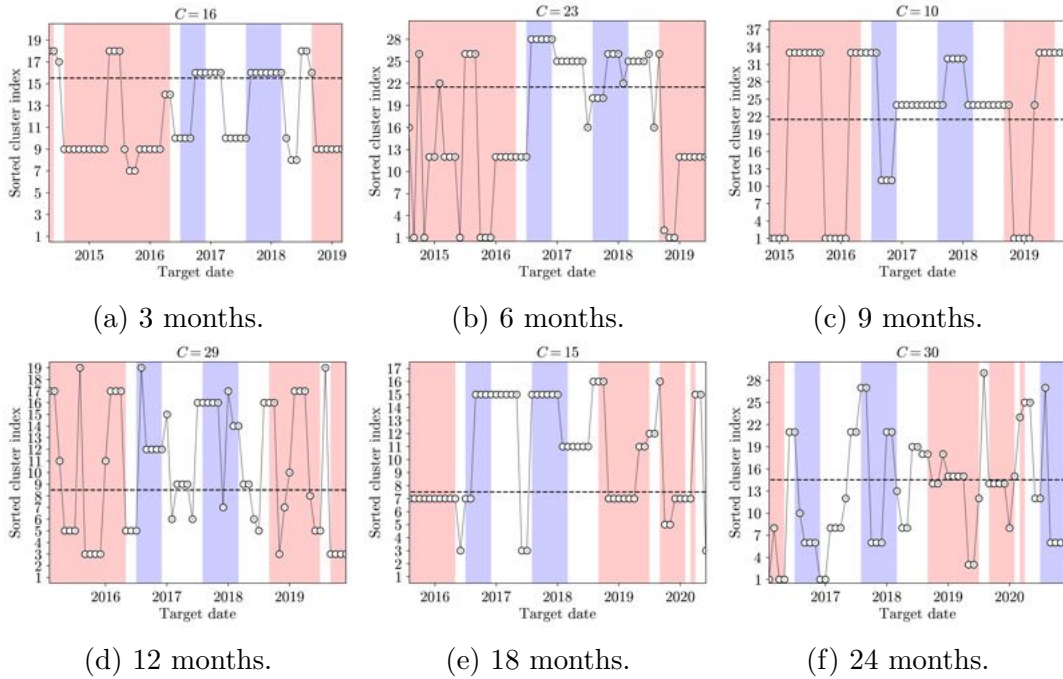 C = 16
C = 23
C = 10
Sorted cluster index
19
17
15
13
11
9
7
5
3
1
2015 2016 2017 2018 2019
Target date
Sorted cluster index
28
25
22
19
16
13
10
7
4
1
2015 2016 2017 2018 2019
Target date
Sorted cluster index
37
34
31
28
25
22
19
16
13
10
7
4
1
2015 2016 2017 2018 2019
Target date
(a) 3 months.
(b) 6 months.
(c) 9 months.
C = 29
C = 15
C = 30
Sorted cluster index
19
18
17
16
15
14
13
12
11
10
9
8
7
6
5
4
3
2
1
2016 2017 2018 2019
Target date
Sorted cluster index
17
16
15
14
13
12
11
10
9
8
7
6
5
4
3
2
1
2016 2017 2018 2019 2020
Target date
Sorted cluster index
28
25
22
19
16
13
10
7
4
1
2017 2018 2019 2020
Target date
(d) 12 months.
(e) 18 months.
(f) 24 months.